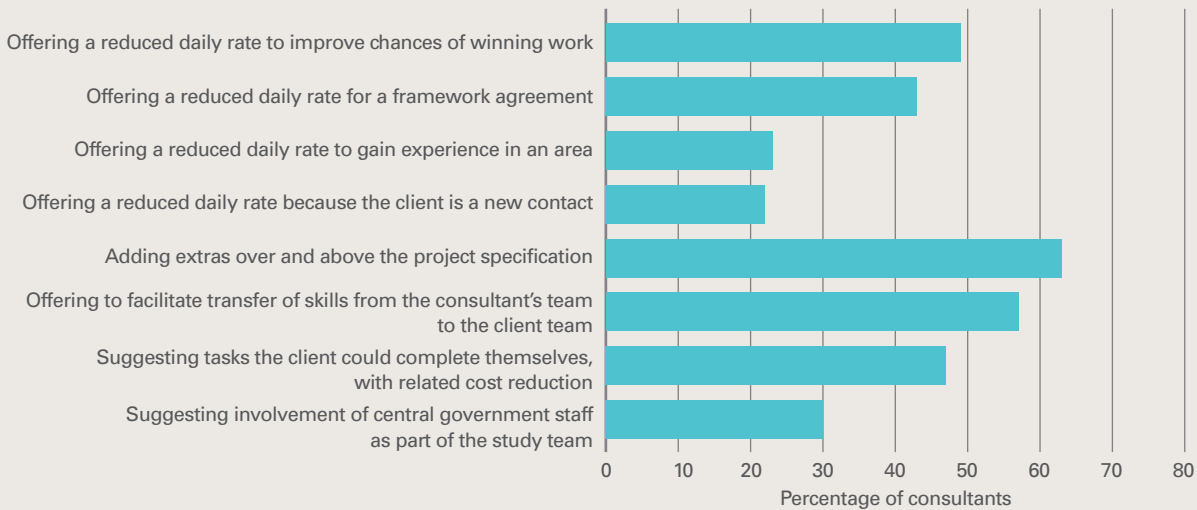 Offering a reduced daily rate to improve chances of winning work
Offering a reduced daily rate for a framework agreement
Offering a reduced daily rate to gain experience in an area
Offering a reduced daily rate because the client is a new contact
Adding extras over and above the project specification
Offering to facilitate transfer of skills from the consultant’s team
to the client team
Suggesting tasks the client could complete themselves,
with related cost reduction
Suggesting involvement of central government staff
as part of the study team
0 10 20 30 40 50 60 70 80
Percentage of consultants